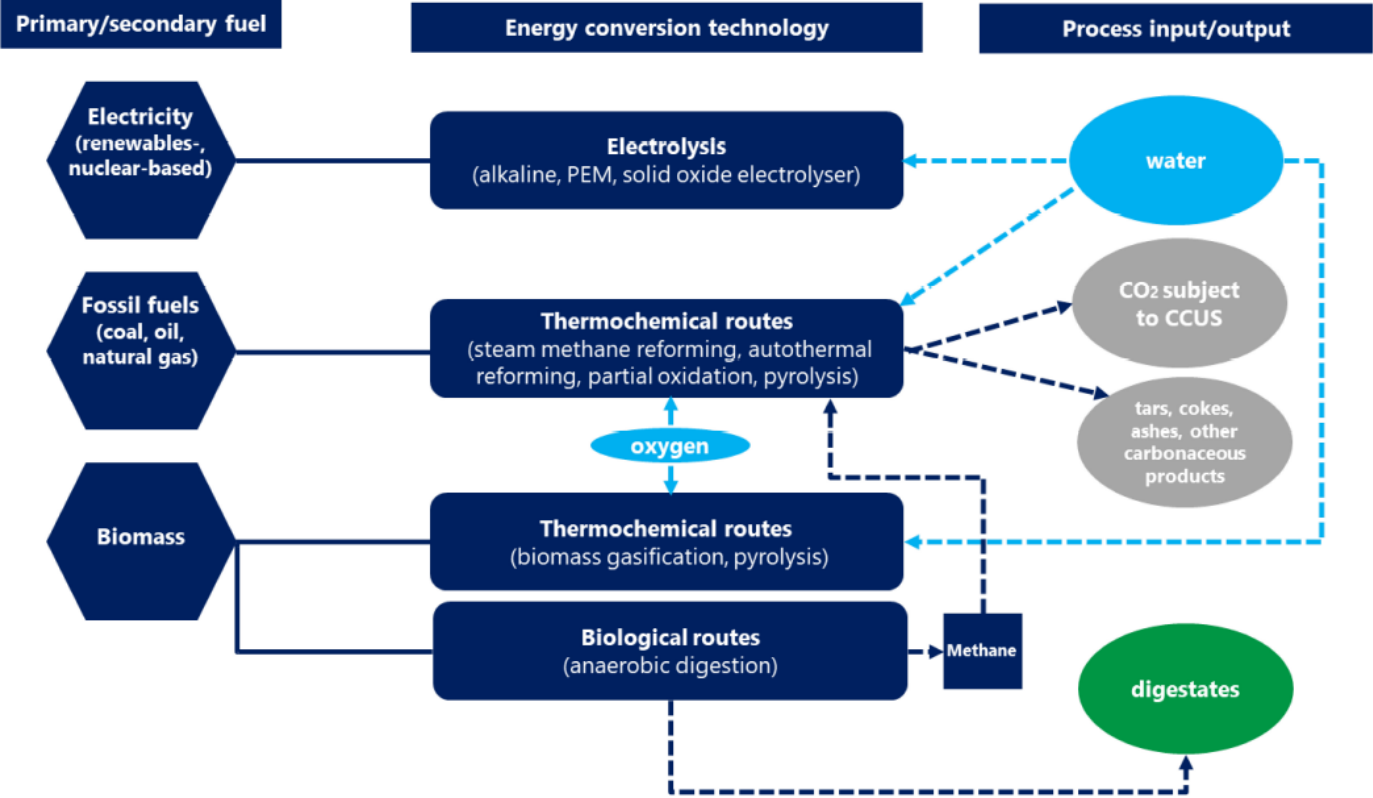 Primary/secondary fuel
Energy conversion technology
Process input/output
Electricity
(renewables-,
nuclear-based)
Electrolysis
(alkaline, PEM, solid oxide electrolyser)
water
Fossil fuels
(coal, oil,
natural gas)
Thermochemical routes
(steam methane reforming, autothermal
reforming, partial oxidation, pyrolysis)
CO₂ subject
to CCUS
tars, cokes,
ashes, other
carbonaceous
products
oxygen
Biomass
Thermochemical routes
(biomass gasification, pyrolysis)
Biological routes
(anaerobic digestion)
Methane
digestates